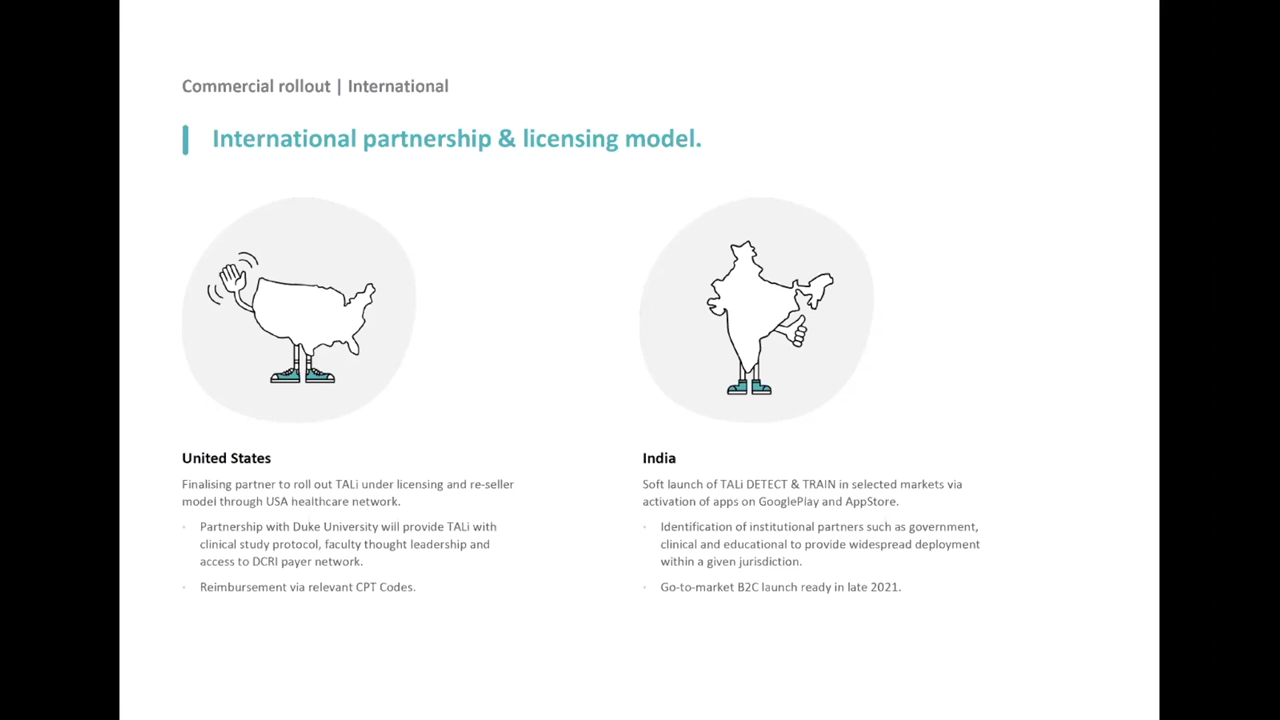 Commercial rollout | International
International partnership & licensing model.
United States
Finalising partner to roll out TALi under licensing and re-seller
model through USA healthcare network.
• Partnership with Duke University will provide TALi with
clinical study protocol, faculty thought leadership and
access to DCRI payer network.
• Reimbursement via relevant CPT Codes.
India
Soft launch of TALi DETECT & TRAIN in selected markets via
activation of apps on GooglePlay and AppStore.
• Identification of institutional partners such as government,
clinical and educational to provide widespread deployment
within a given jurisdiction.
• Go-to-market B2C launch ready in late 2021.